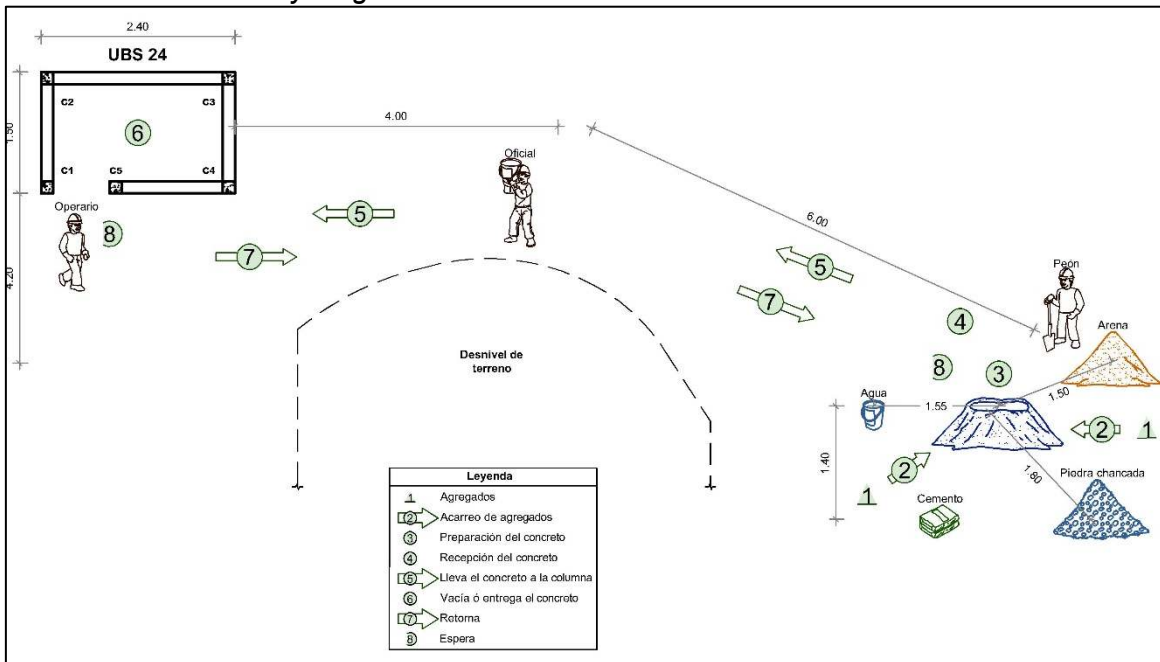 2.40
UBS 24
C2
C3
6
1.50
C1
C5
C4
4.00
Oficial
Operario
8
5
7
4.20
6.00
5
7
Peón
4
Arena
8
3
1.50
Agua
1.55
2
1
1.40
2
1
1.80
Piedra chancada
Cemento
Desnivel de
terreno
Leyenda
1 Agregados
2 Acarreo de agregados
3 Preparación del concreto
4 Recepción del concreto
5 Lleva el concreto a la columna
6 Vacía ó entrega el concreto
7 Retorna
8 Espera